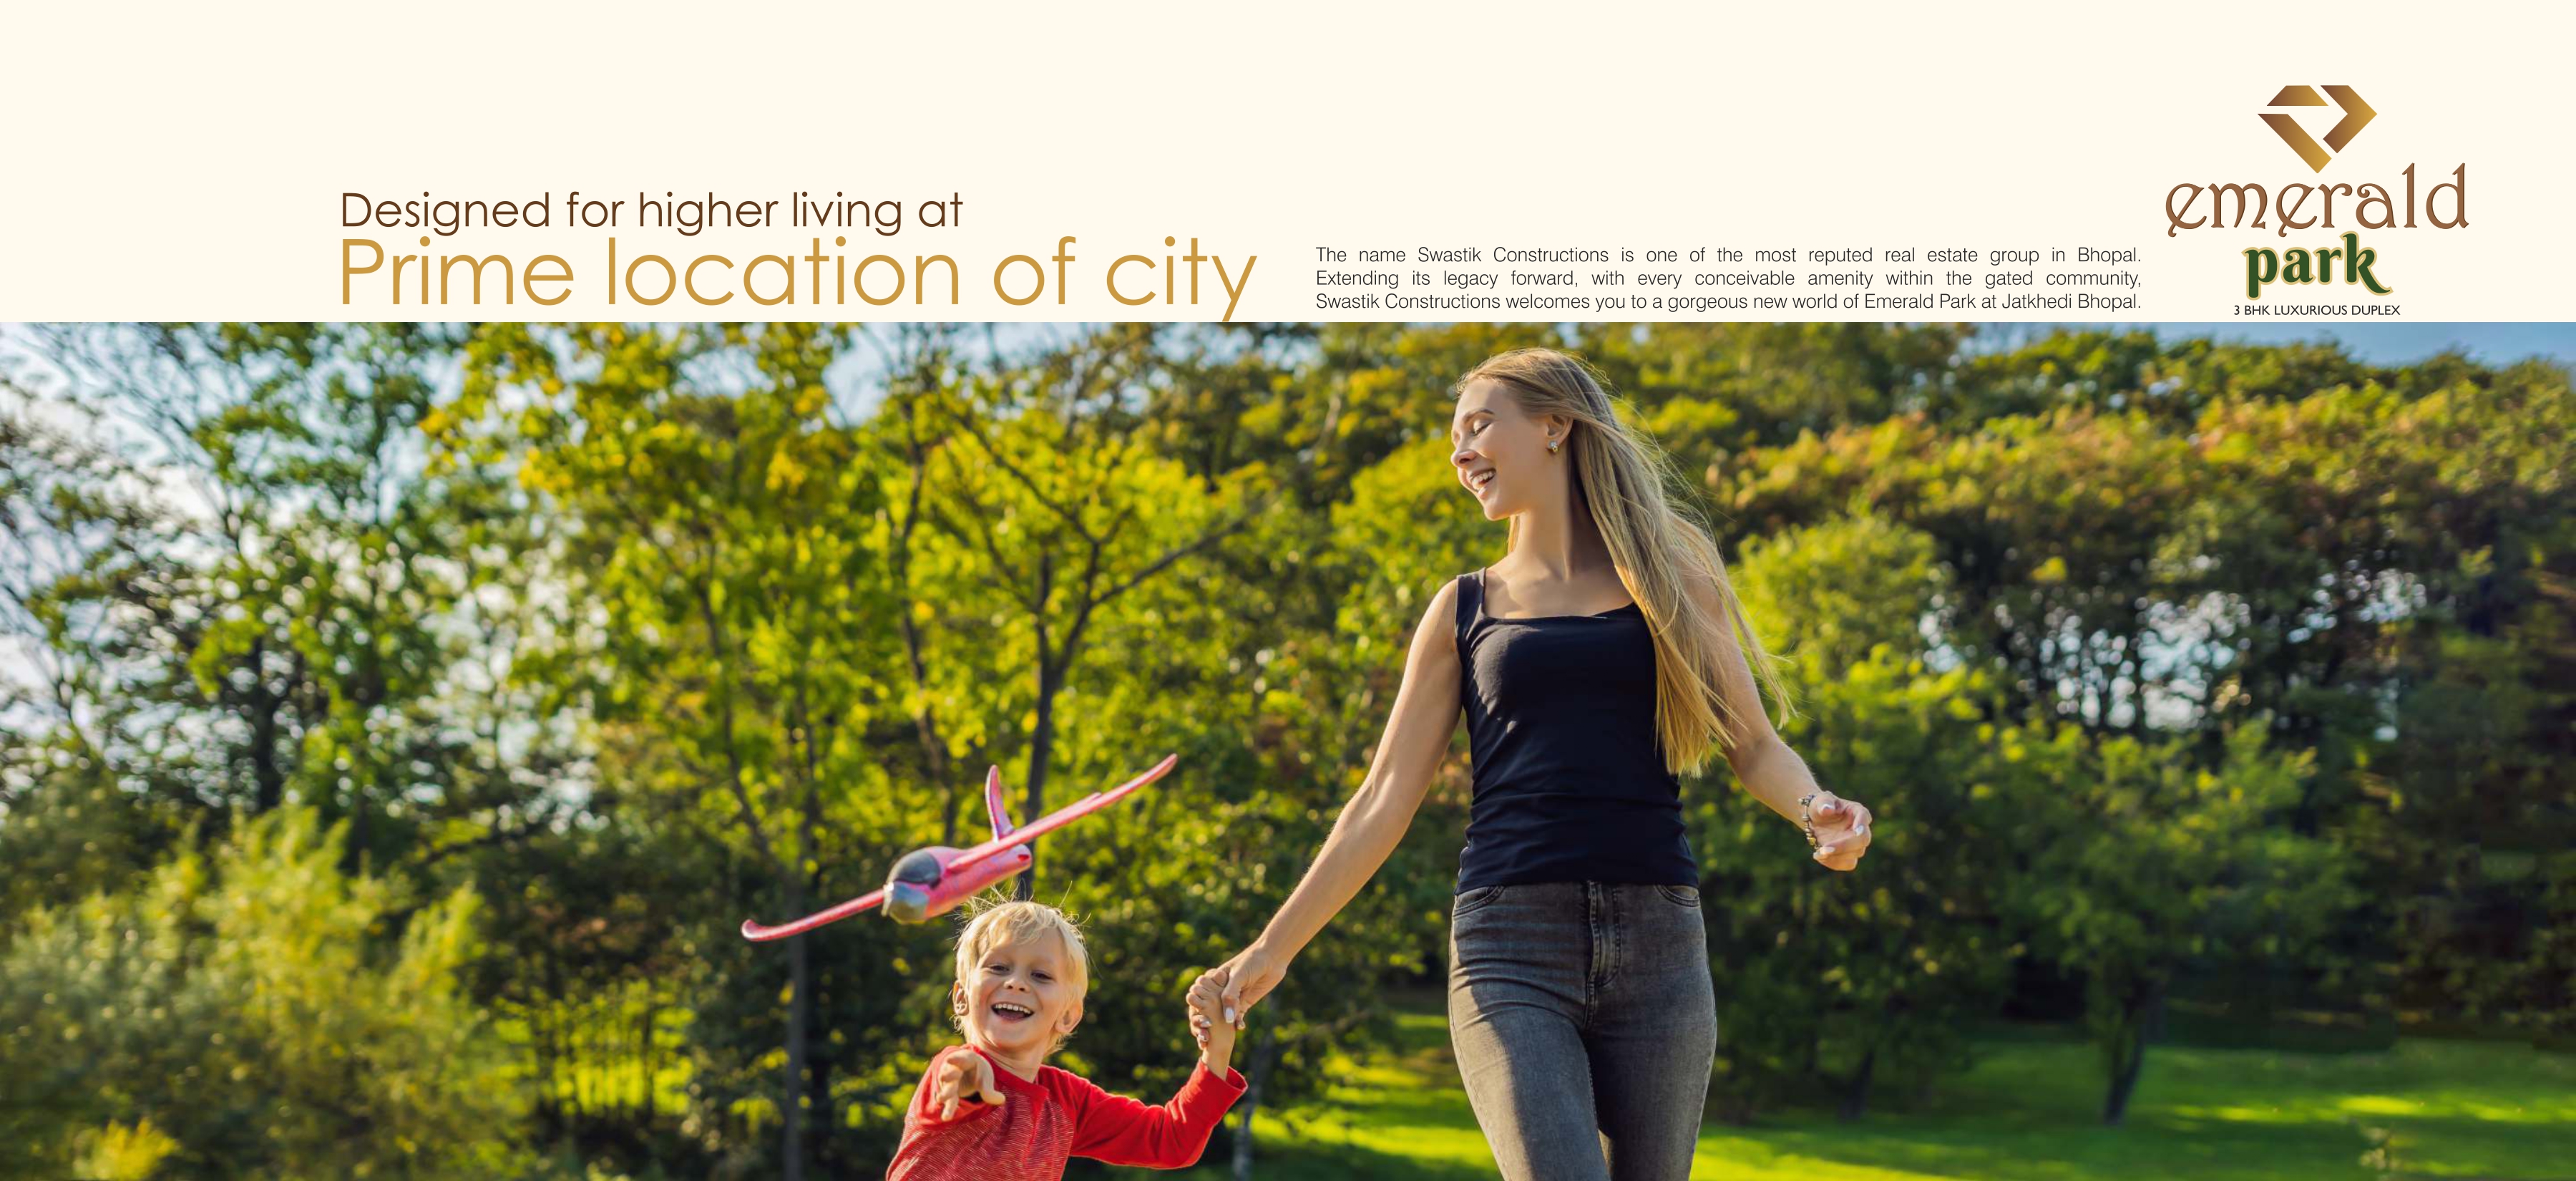 Designed for higher living at
Prime location of city
The name Swastik Constructions is one of the most reputed real estate group in Bhopal.
Extending its legacy forward, with every conceivable amenity within the gated community,
Swastik Constructions welcomes you to a gorgeous new world of Emerald Park at Jatkhedi Bhopal.
emerald
park
3 BHK LUXURIOUS DUPLEX